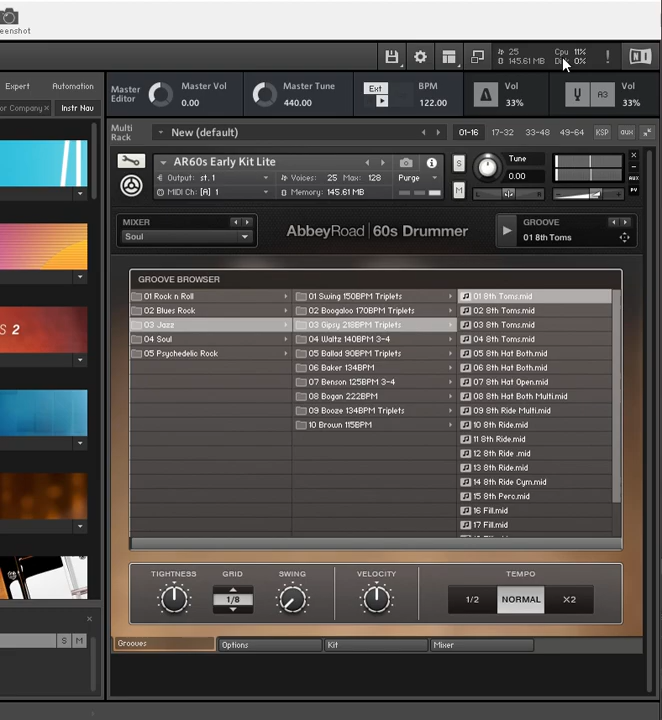 eenshot
25
145.61 MB
Cpu 11%
Disk 0%
!
Expert Automation
or Company × Instr Nav
Master Editor
Master Vol
0.00
Master Tune
440.00
Ext
BPM
122.00
Vol
33%
A3
Vol
33%
Multi Rack
New (default)
01-16 17-32 33-48 49-64 KSP aux
AR60s Early Kit Lite
Output: st. 1
Voices: 25 Max: 128
Purge
MIDI Ch: [A] 1
Memory: 145.61 MB
S
M
Tune
0.00
L R
AUX
PV
MIXER
Soul
AbbeyRoad | 60s Drummer
GROOVE
01 8th Toms
GROOVE BROWSER
01 Rock n Roll
02 Blues Rock
03 Jazz
04 Soul
05 Psychedelic Rock
01 Swing 150BPM Triplets
02 Boogaloo 170BPM Triplets
03 Gipsy 218BPM Triplets
04 Waltz 140BPM 3-4
05 Ballad 90BPM Triplets
06 Baker 134BPM
07 Benson 125BPM 3-4
08 Bogan 222BPM
09 Booze 134BPM Triplets
10 Brown 115BPM
01 8th Toms.mid
02 8th Toms.mid
03 8th Toms.mid
04 8th Toms.mid
05 8th Hat Both.mid
06 8th Hat Both.mid
07 8th Hat Open.mid
08 8th Hat Both Multi.mid
09 8th Ride Multi.mid
10 8th Ride.mid
11 8th Ride.mid
12 8th Ride .mid
13 8th Ride.mid
14 8th Ride Cym.mid
15 8th Perc.mid
16 Fill.mid
17 Fill.mid
S 2
TIGHTNESS
GRID
1/8
SWING
VELOCITY
TEMPO
1/2 NORMAL X2
S M
Grooves Options Kit Mixer